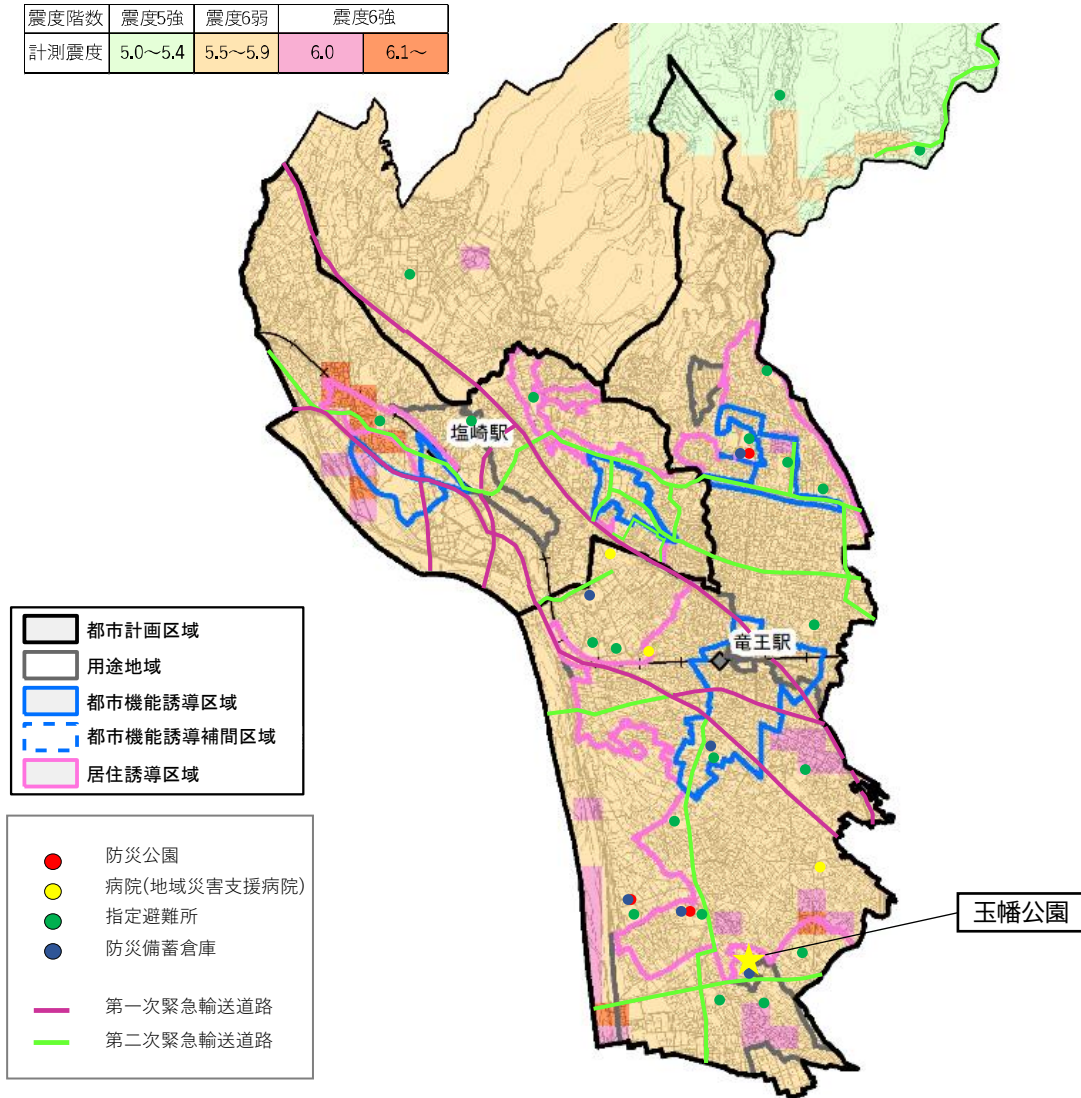 震度階数 震度5強 震度6弱 震度6強
計測震度 5.0～5.4 5.5～5.9 6.0 6.1～
塩崎駅
竜王駅
都市計画区域
用途地域
都市機能誘導区域
都市機能誘導補間区域
居住誘導区域
防災公園
病院(地域災害支援病院)
指定避難所
防災備蓄倉庫
第一次緊急輸送道路
第二次緊急輸送道路
玉幡公園